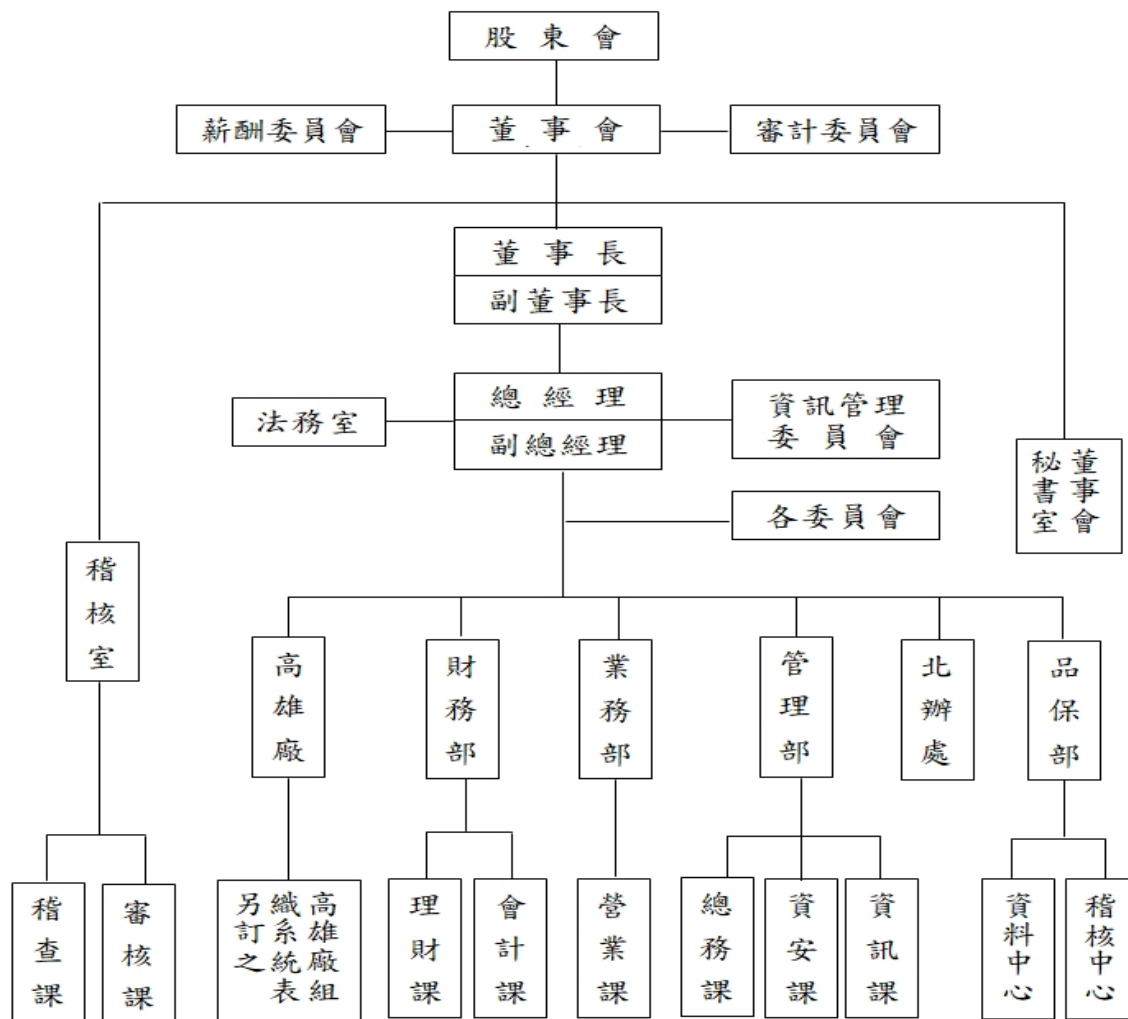 股東會
薪酬委員會
董事會
審計委員會
董事長
副董事長
法務室
總經理
副總經理
資訊管理
委員會
各委員會
董事會
秘書室
稽核室
高雄廠
財務部
業務部
管理部
北辦處
品保部
稽查課
審核課
高雄廠組
織系統表
另訂之
理財課
會計課
營業課
總務課
資安課
資訊課
資料中心
稽核中心